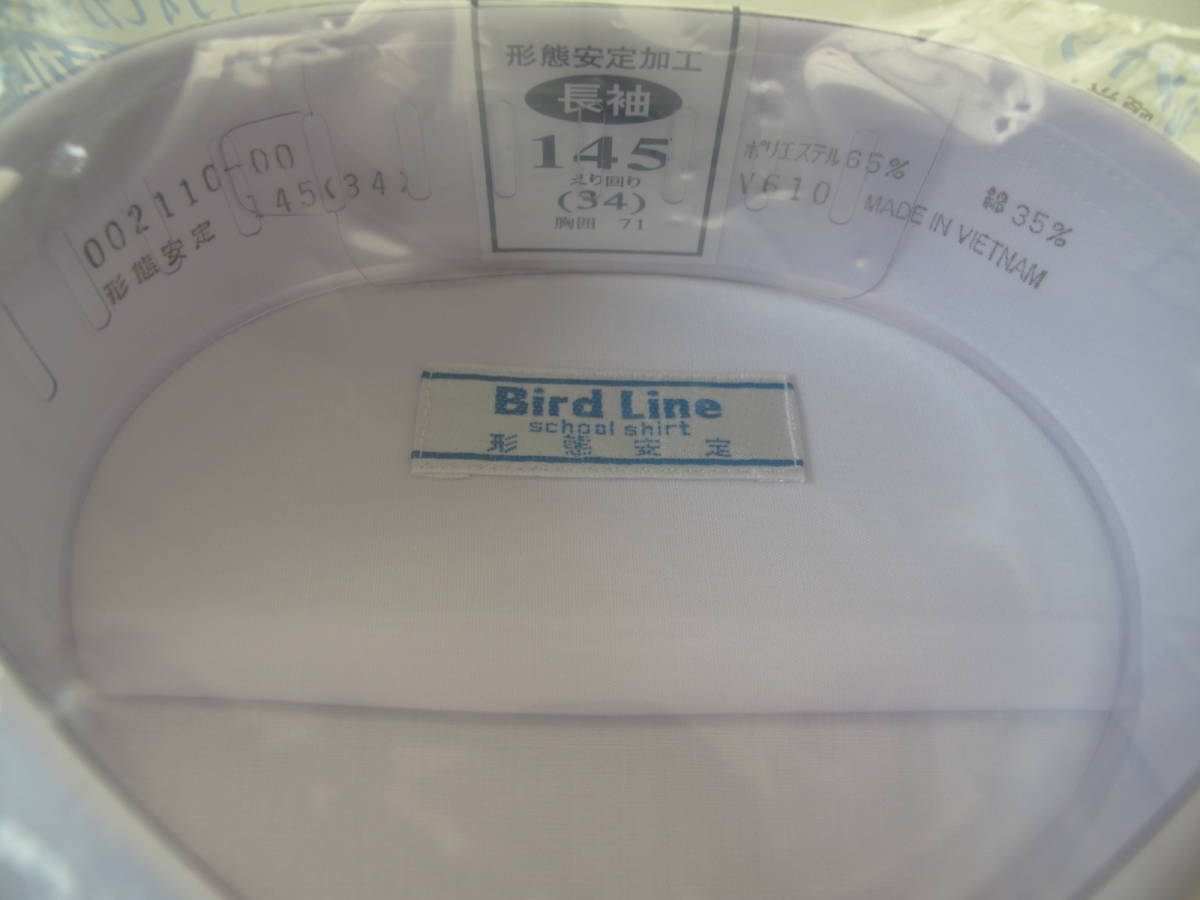 形態安定加工
長袖
145
えり回り
(34)
胸囲 71
002110-00
形態安定 145(34)
ポリエステル65% 綿35%
V610 MADE IN VIETNAM
Bird Line
school shirt
形態安定